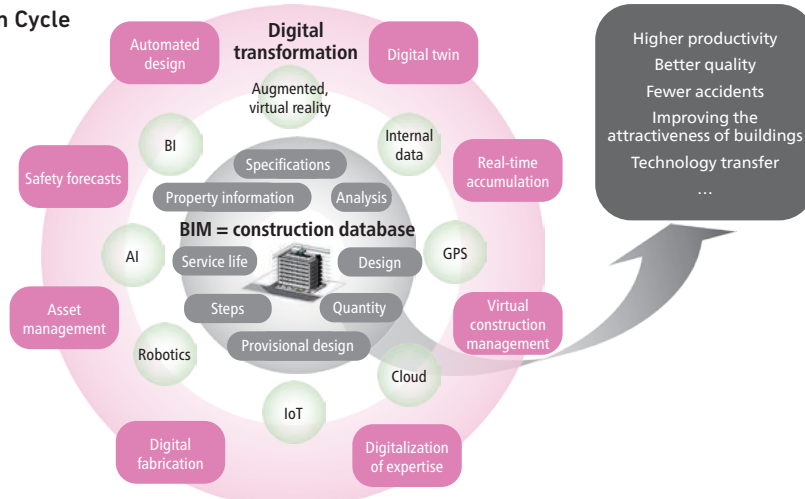 n Cycle
Digital
transformation
Automated
design
Digital twin
Augmented,
virtual reality
BI
Internal
data
Specifications
Safety forecasts
Real-time
accumulation
Property information
Analysis
BIM = construction database
AI
Service life
Design
GPS
Steps
Quantity
Asset
management
Virtual
construction
management
Provisional design
Robotics
Cloud
IoT
Digital
fabrication
Digitalization
of expertise
Higher productivity
Better quality
Fewer accidents
Improving the
attractiveness of buildings
Technology transfer
…